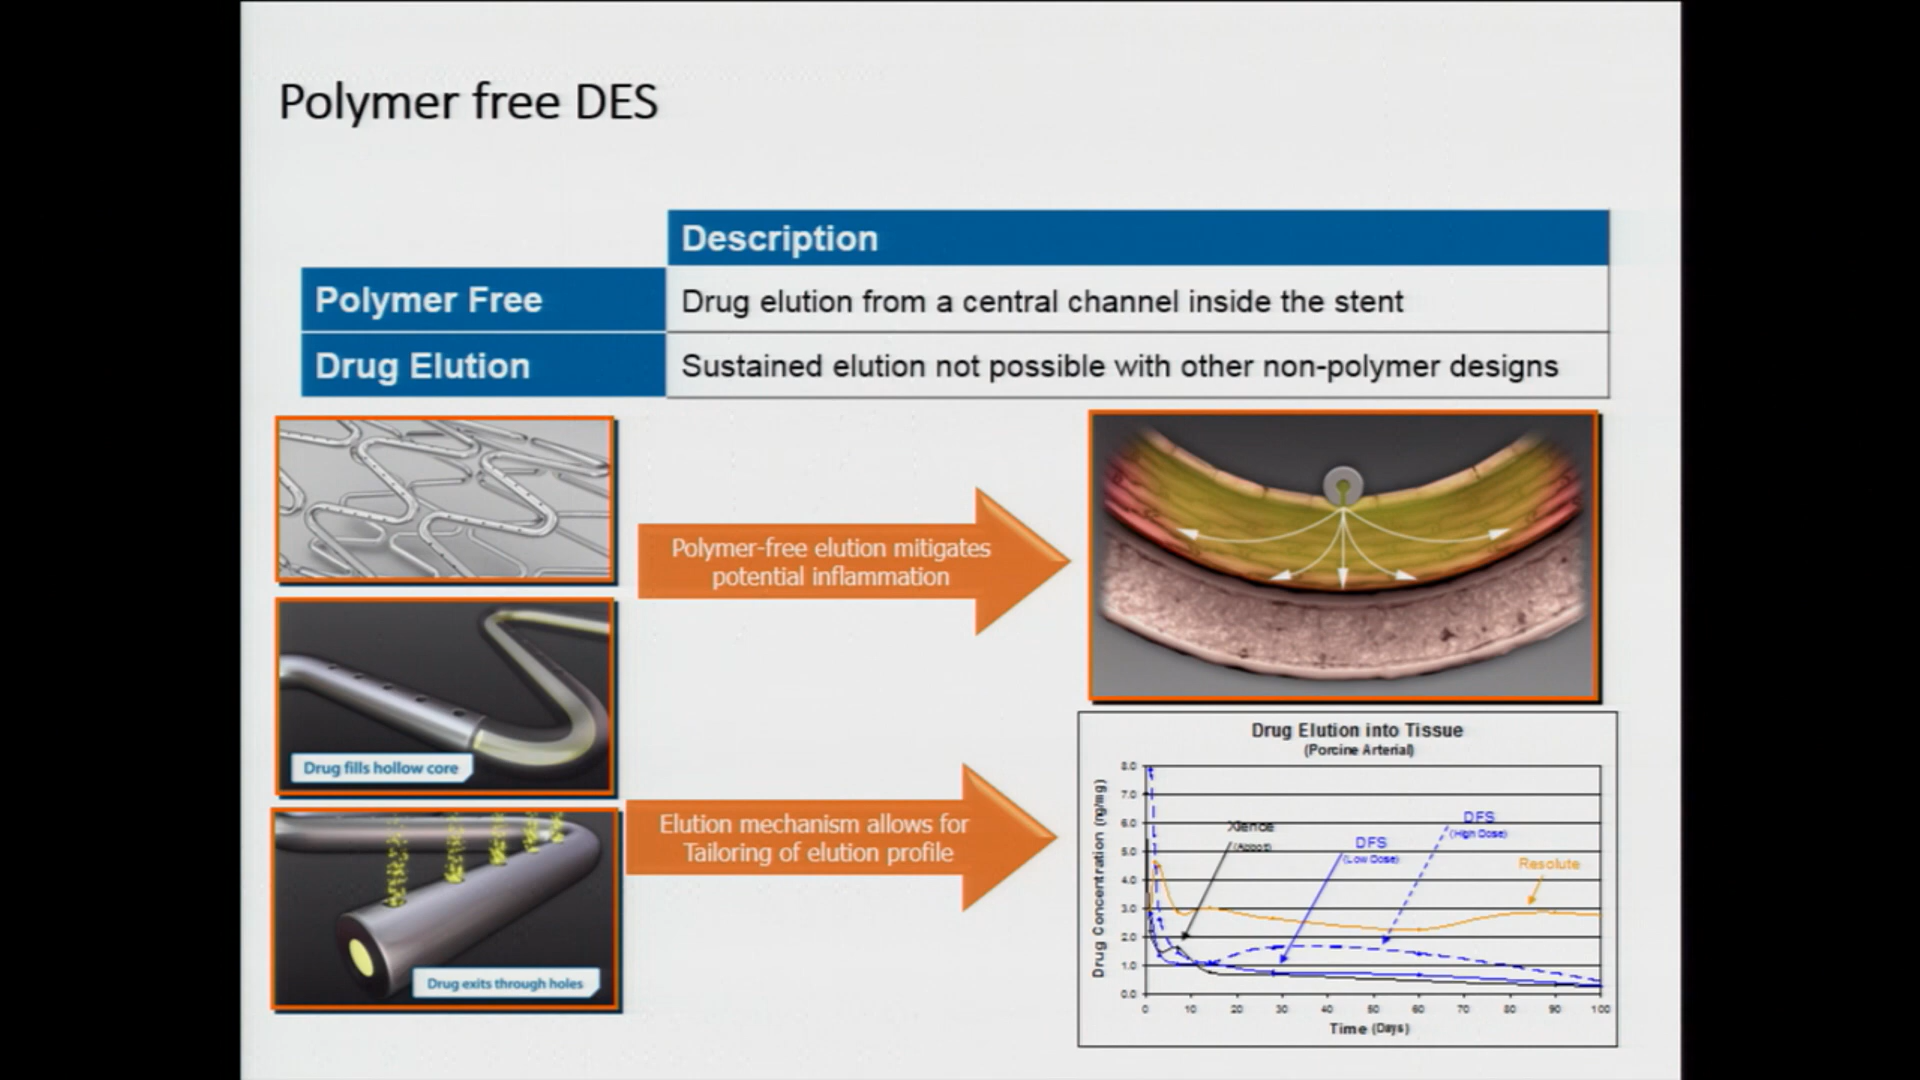 Polymer free DES
Description
Polymer Free
Drug elution from a central channel inside the stent
Drug Elution
Sustained elution not possible with other non-polymer designs
Polymer-free elution mitigates
potential inflammation
Drug fills hollow core
Elution mechanism allows for
Tailoring of elution profile
Drug exits through holes
Drug Elution into Tissue
(Porcine Arterial)
Drug Concentration (ng/mg)
8.0
7.0
6.0
5.0
4.0
3.0
2.0
1.0
0.0
Xience
(Abbott)
DFS
(Low Dose)
DFS
(High Dose)
Resolute
0 10 20 30 40 50 60 70 80 90 100
Time (Days)